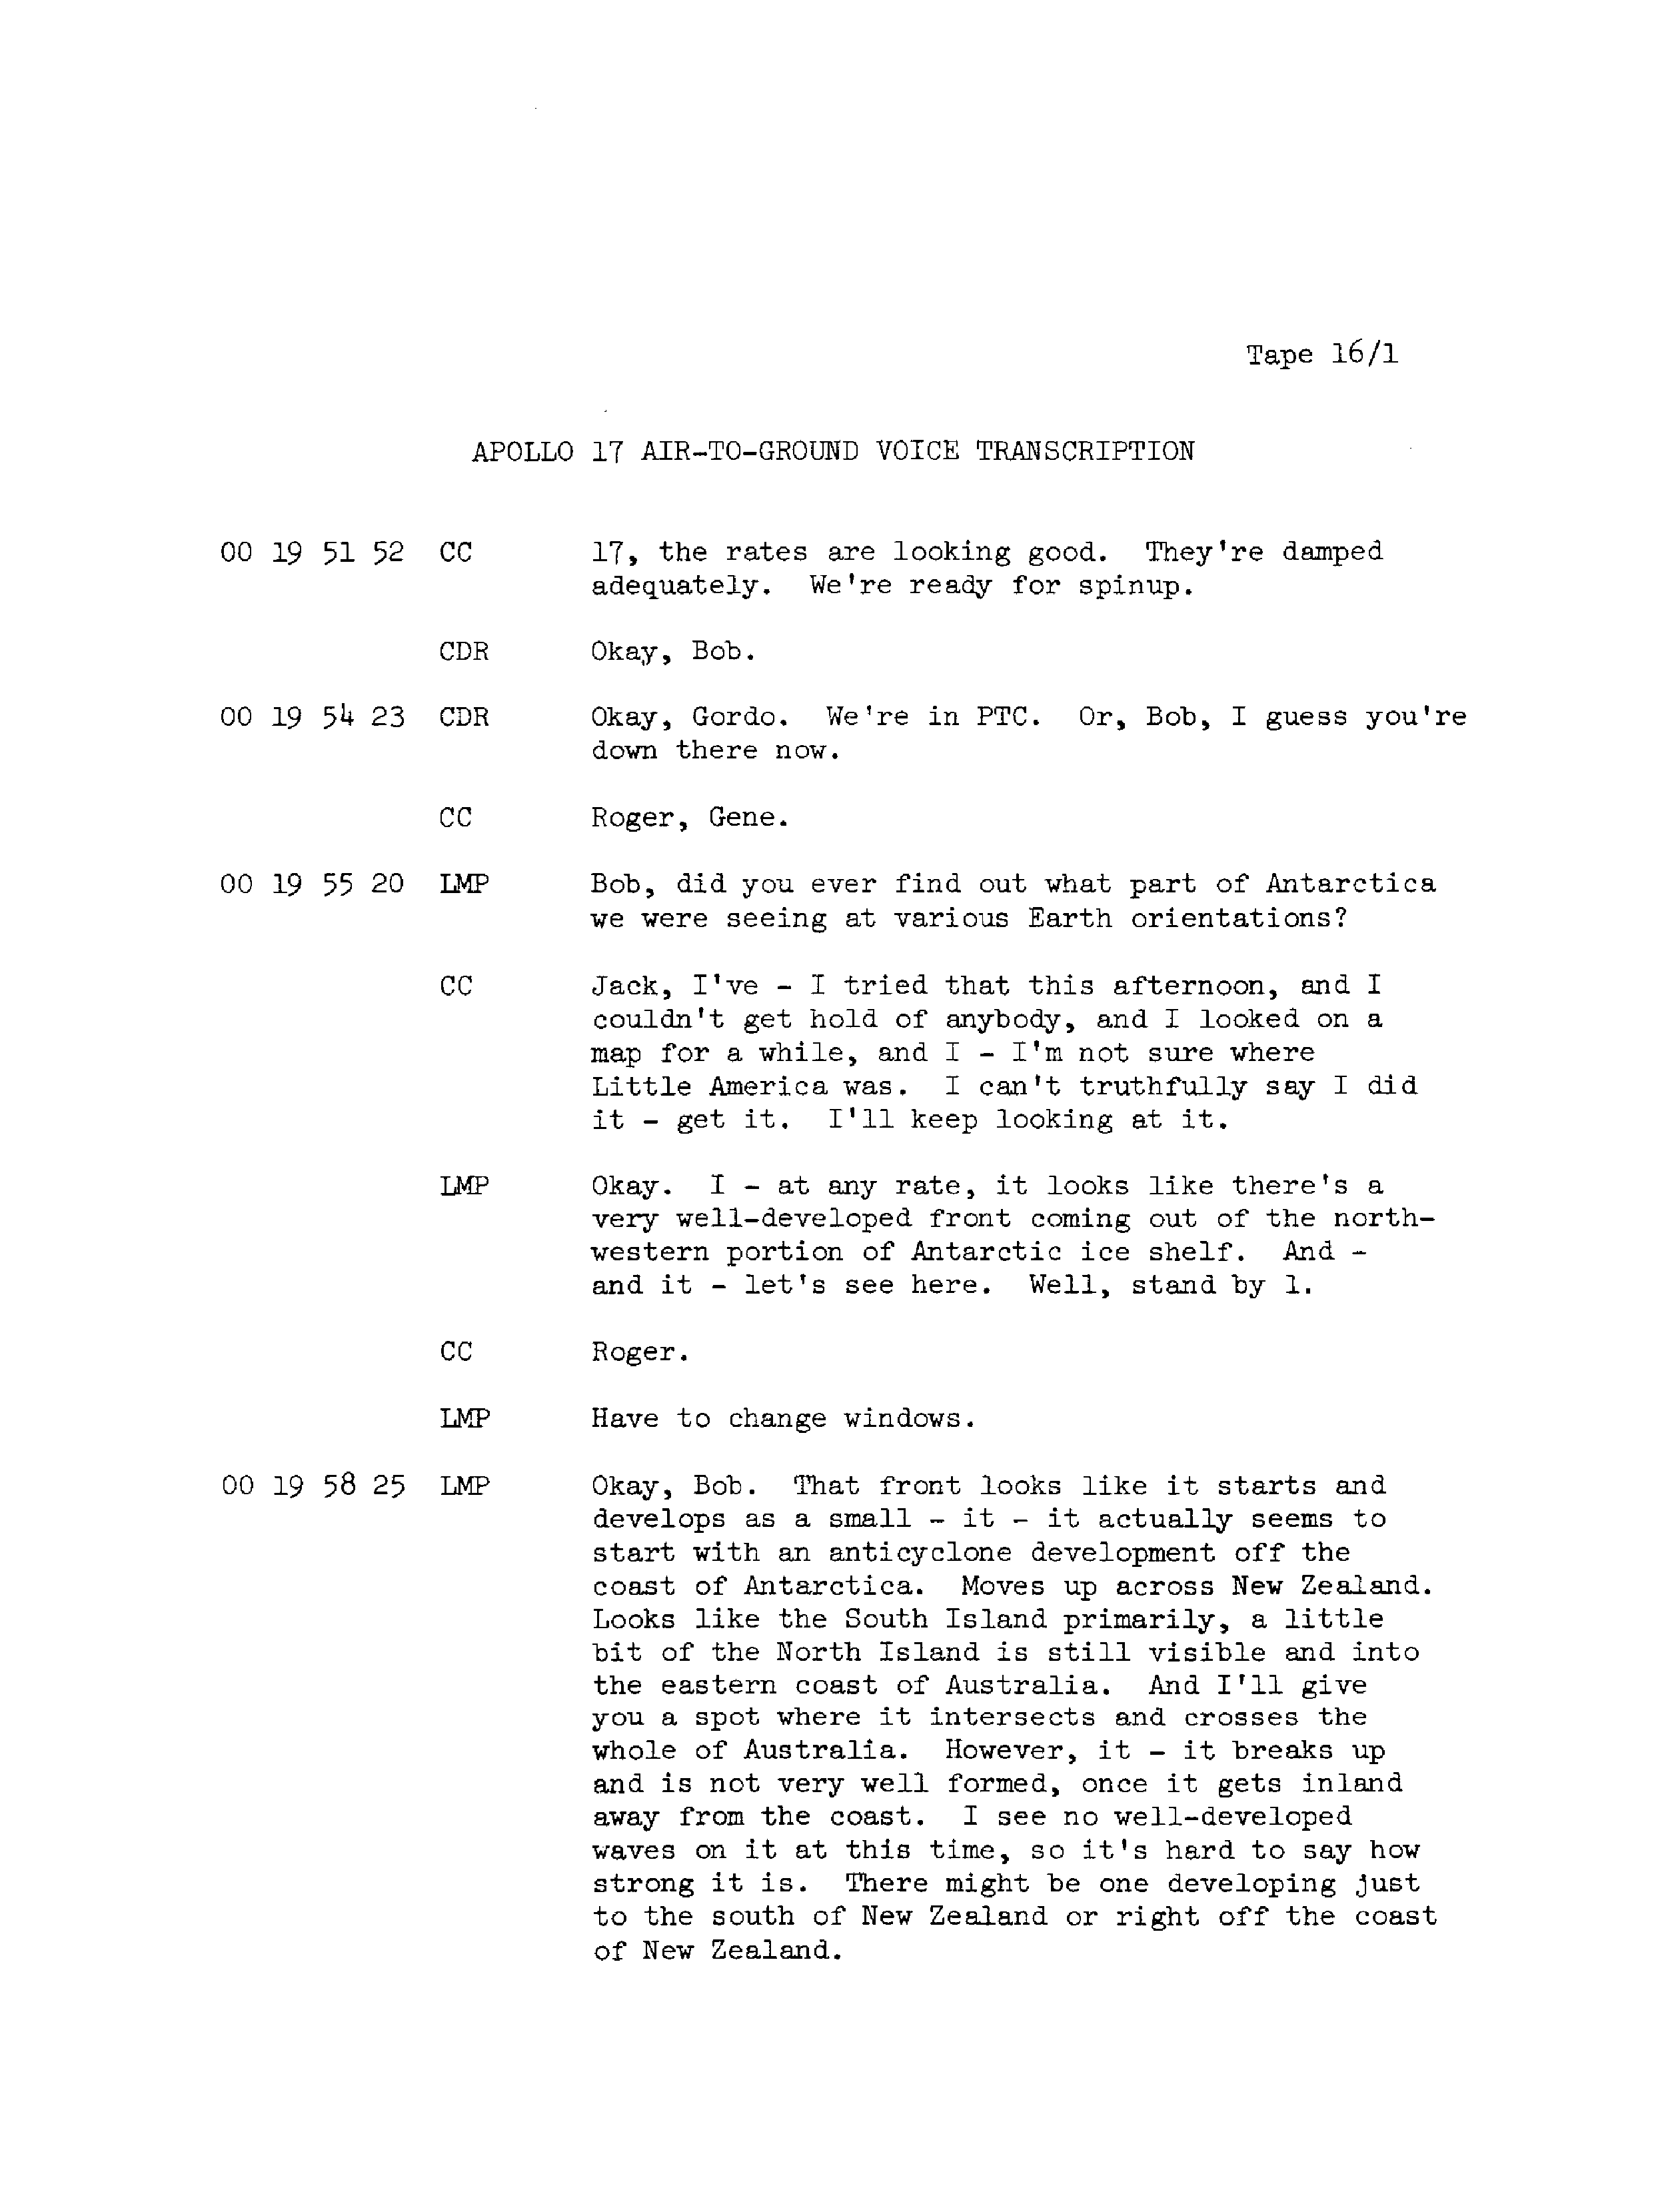 Tape 16/1
APOLLO 17 AIR-TO-GROUND VOICE TRANSCRIPTION
00 19 51 52 CC 17, the rates are looking good. They're damped
adequately. We're ready for spinup.
CDR Okay, Bob.
00 19 54 23 CDR Okay, Gordo. We're in PTC. Or, Bob, I guess you're
down there now.
CC Roger, Gene.
00 19 55 20 LMP Bob, did you ever find out what part of Antarctica
we were seeing at various Earth orientations?
CC Jack, I've - I tried that this afternoon, and I
couldn't get hold of anybody, and I looked on a
map for a while, and I - I'm not sure where
Little America was. I can't truthfully say I did
it - get it. I'll keep looking at it.
LMP Okay. I - at any rate, it looks like there's a
very well-developed front coming out of the north-
western portion of Antarctic ice shelf. And -
and it - let's see here. Well, stand by 1.
CC Roger.
LMP Have to change windows.
00 19 58 25 LMP Okay, Bob. That front looks like it starts and
develops as a small - it - it actually seems to
start with an anticyclone development off the
coast of Antarctica. Moves up across New Zealand.
Looks like the South Island primarily, a little
bit of the North Island is still visible and into
the eastern coast of Australia. And I'll give
you a spot where it intersects and crosses the
whole of Australia. However, it - it breaks up
and is not very well formed, once it gets inland
away from the coast. I see no well-developed
waves on it at this time, so it's hard to say how
strong it is. There might be one developing just
to the south of New Zealand or right off the coast
of New Zealand.